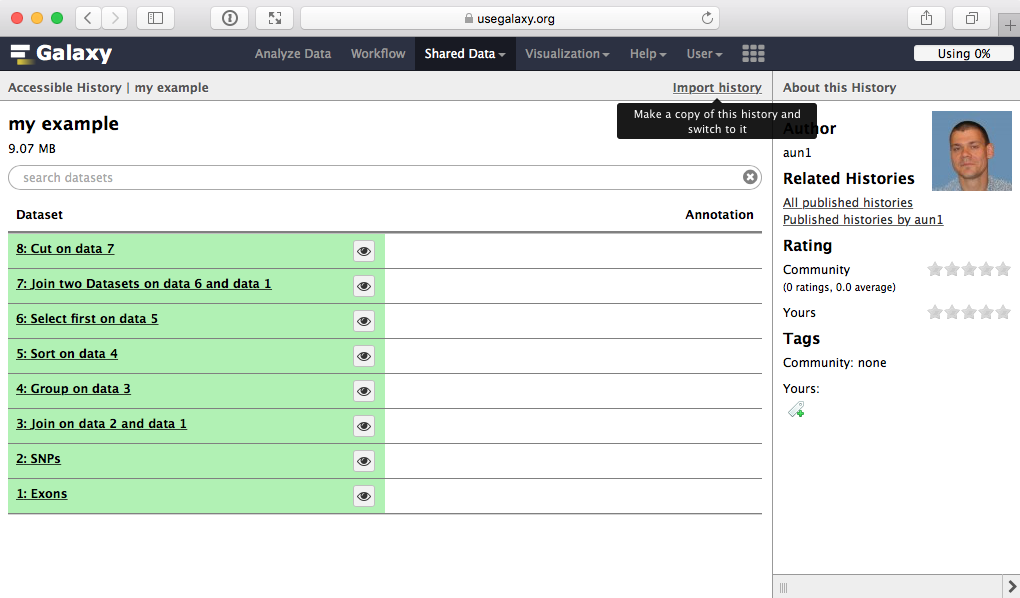 usegalaxy.org
Galaxy
Analyze Data Workflow Shared Data Visualization Help User
Using 0%
Accessible History | my example
Import history
About this History
Make a copy of this history and
switch to it
my example
9.07 MB
search datasets
Dataset
Annotation
8: Cut on data 7
7: Join two Datasets on data 6 and data 1
6: Select first on data 5
5: Sort on data 4
4: Group on data 3
3: Join on data 2 and data 1
2: SNPs
1: Exons
Author
aun1
Related Histories
All published histories
Published histories by aun1
Rating
Community
(0 ratings, 0.0 average)
Yours
Tags
Community: none
Yours: